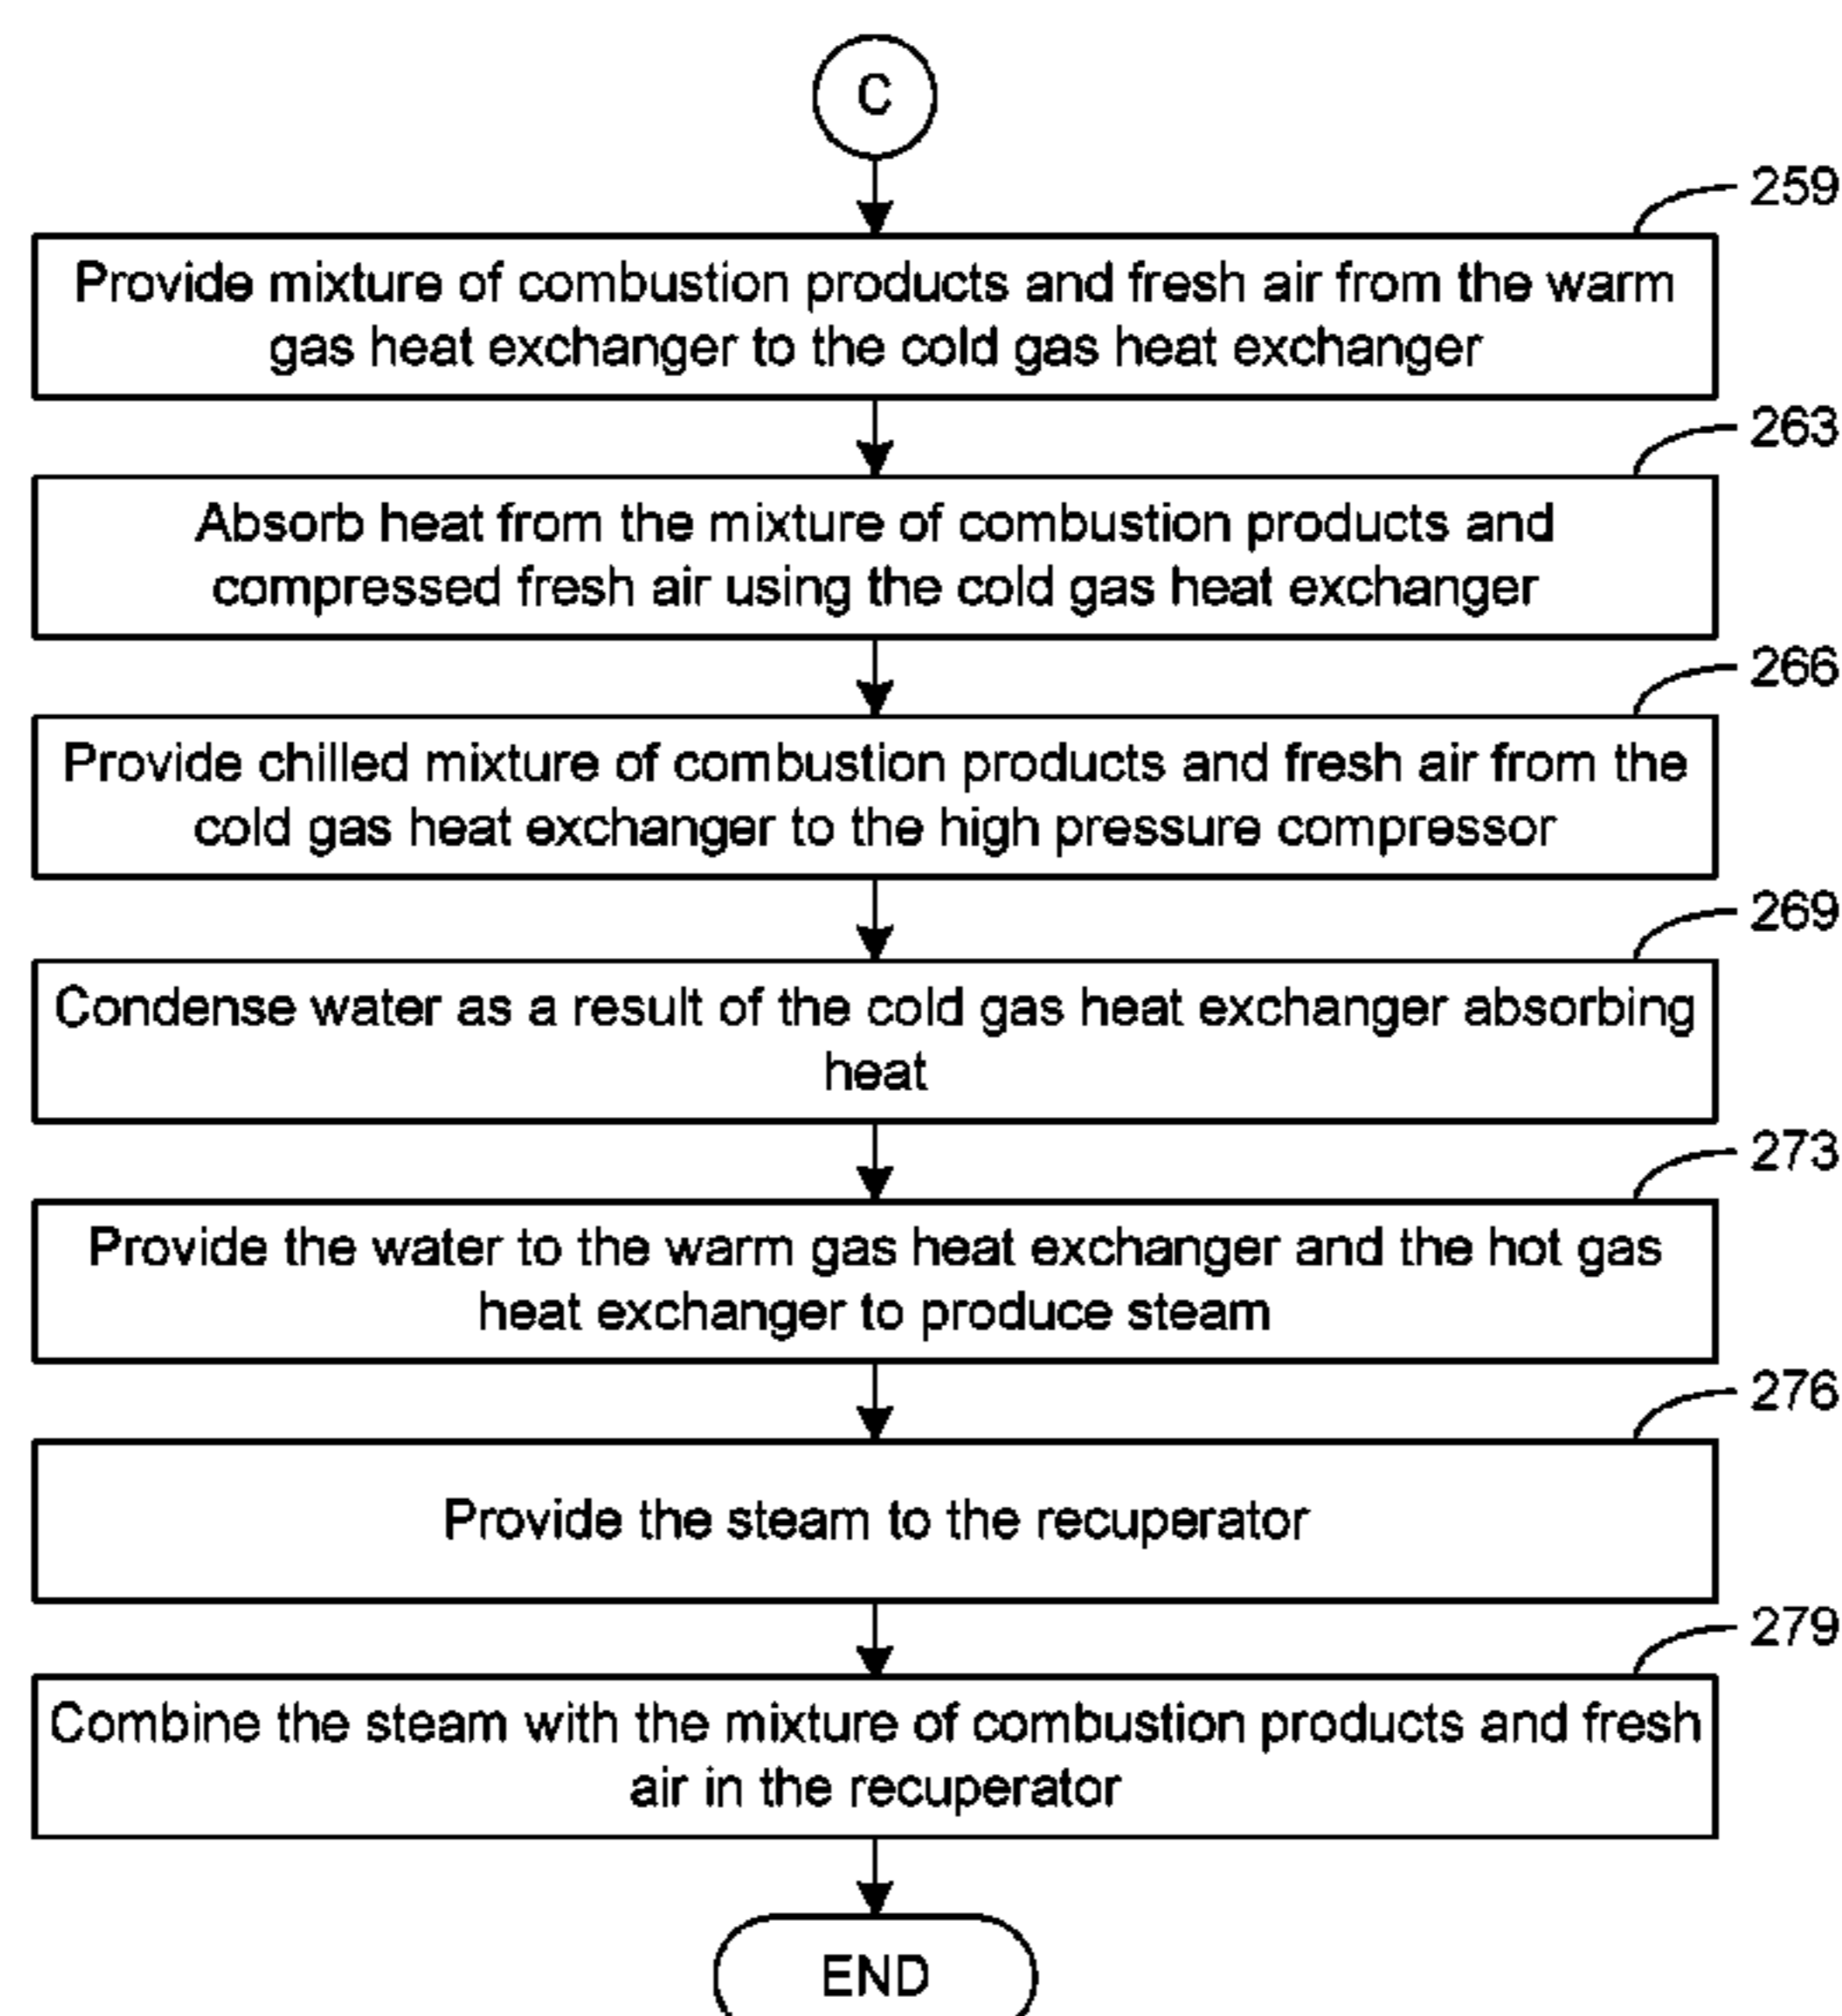 C
259
Provide mixture of combustion products and fresh air from the warm
gas heat exchanger to the cold gas heat exchanger
263
Absorb heat from the mixture of combustion products and
compressed fresh air using the cold gas heat exchanger
266
Provide chilled mixture of combustion products and fresh air from the
cold gas heat exchanger to the high pressure compressor
269
Condense water as a result of the cold gas heat exchanger absorbing
heat
273
Provide the water to the warm gas heat exchanger and the hot gas
heat exchanger to produce steam
276
Provide the steam to the recuperator
279
Combine the steam with the mixture of combustion products and fresh
air in the recuperator
END